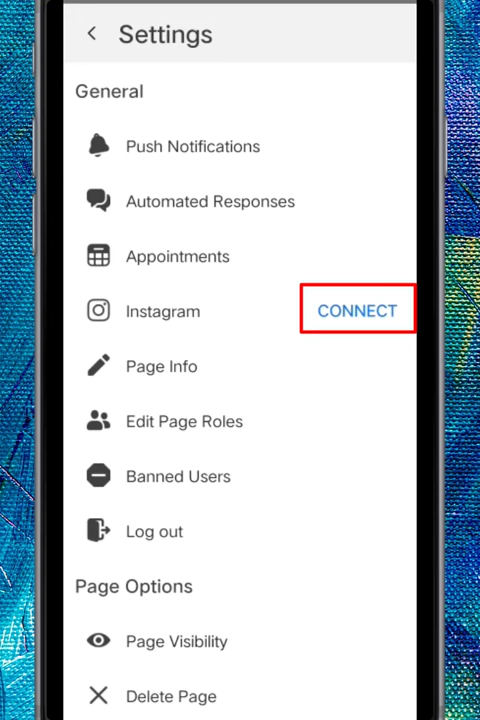 Settings
General
Push Notifications
Automated Responses
Appointments
Instagram CONNECT
Page Info
Edit Page Roles
Banned Users
Log out
Page Options
Page Visibility
Delete Page